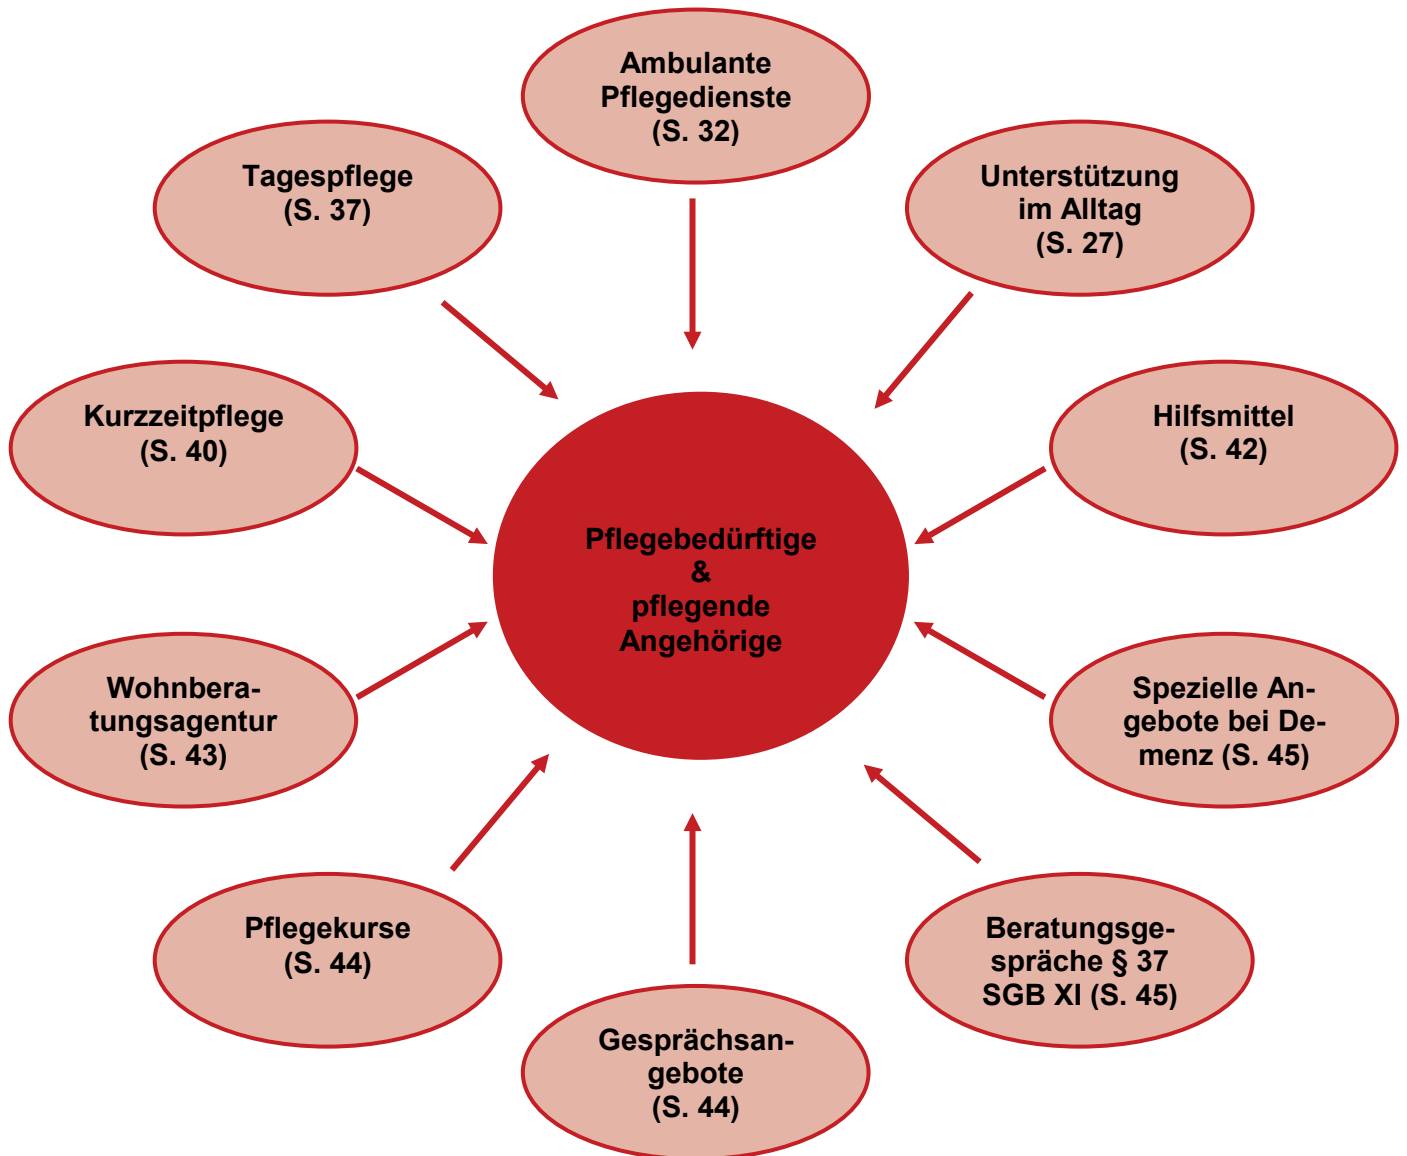 Ambulante
Pflegedienste
(S. 32)
Tagespflege
(S. 37)
Unterstützung
im Alltag
(S. 27)
Kurzzeitpflege
(S. 40)
Hilfsmittel
(S. 42)
Pflegebedürftige
&
pflegende
Angehörige
Wohnbera-
tungsagentur
(S. 43)
Spezielle An-
gebote bei De-
menz (S. 45)
Pflegekurse
(S. 44)
Beratungsge-
spräche § 37
SGB XI (S. 45)
Gesprächsan-
gebote
(S. 44)